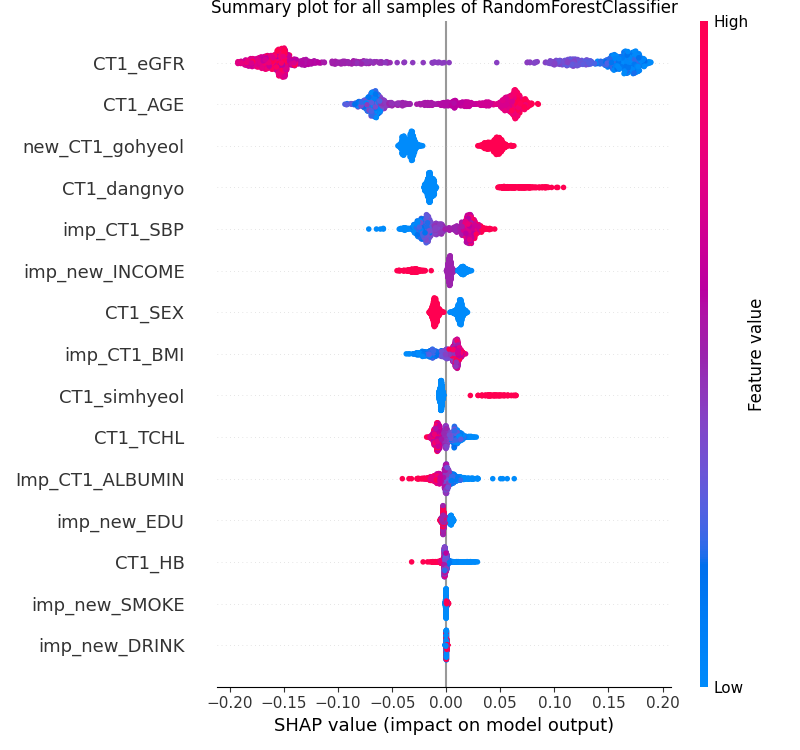 Summary plot for all samples of RandomForestClassifier
High
CT1_eGFR
CT1_AGE
new_CT1_gohyeol
CT1_dangnyo
imp_CT1_SBP
imp_new_INCOME
CT1_SEX
imp_CT1_BMI
CT1_simhyeol
CT1_TCHL
Imp_CT1_ALBUMIN
imp_new_EDU
CT1_HB
imp_new_SMOKE
imp_new_DRINK
Feature value
Low
−0.20 −0.15 −0.10 −0.05 0.00 0.05 0.10 0.15 0.20
SHAP value (impact on model output)